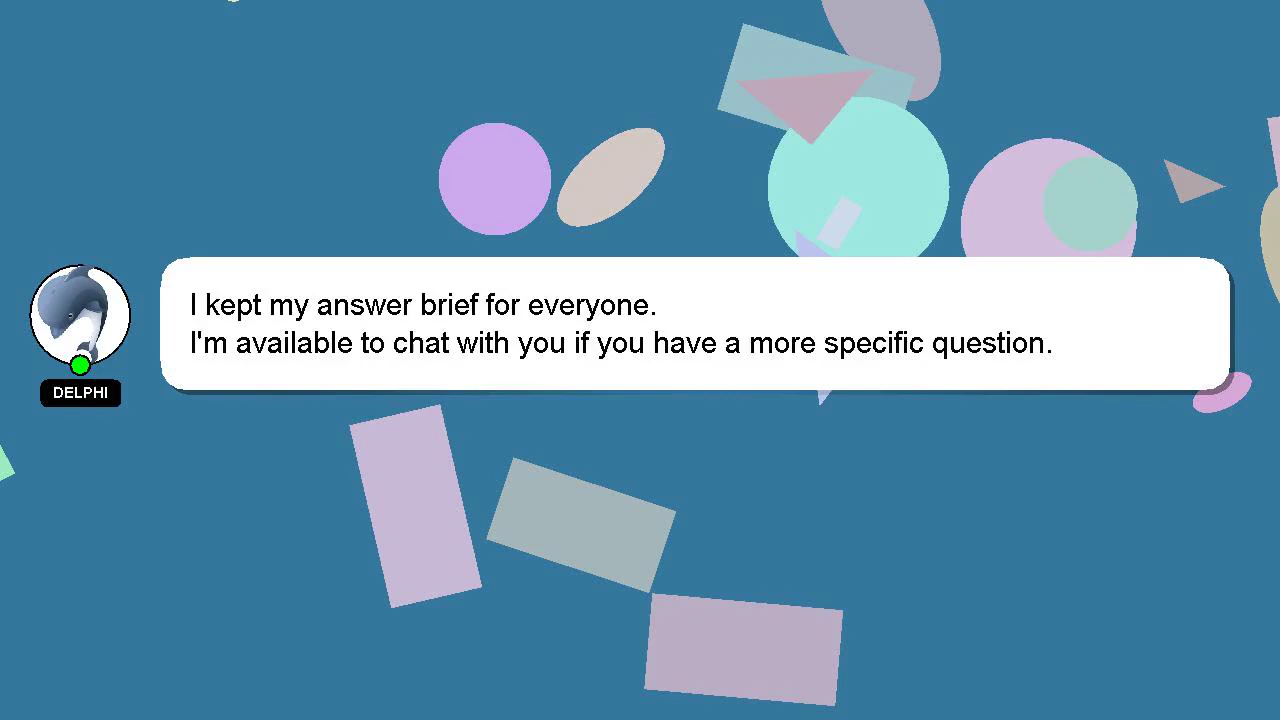 I kept my answer brief for everyone.
I'm available to chat with you if you have a more specific question.
DELPHI